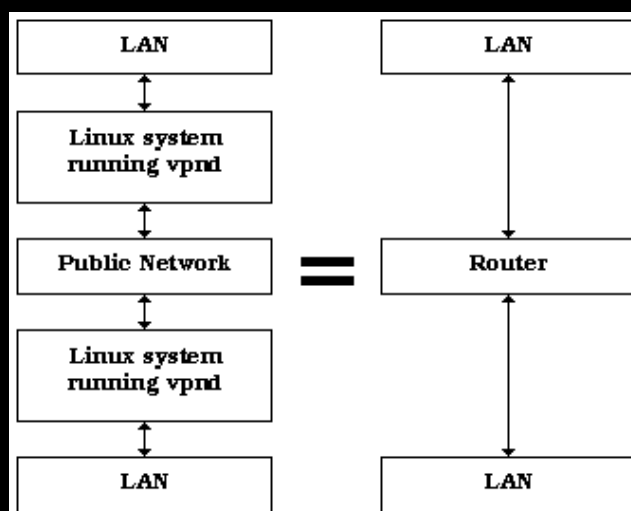 LAN
Linux system
running vpnd
Public Network
Linux system
running vpnd
LAN
=
LAN
Router
LAN